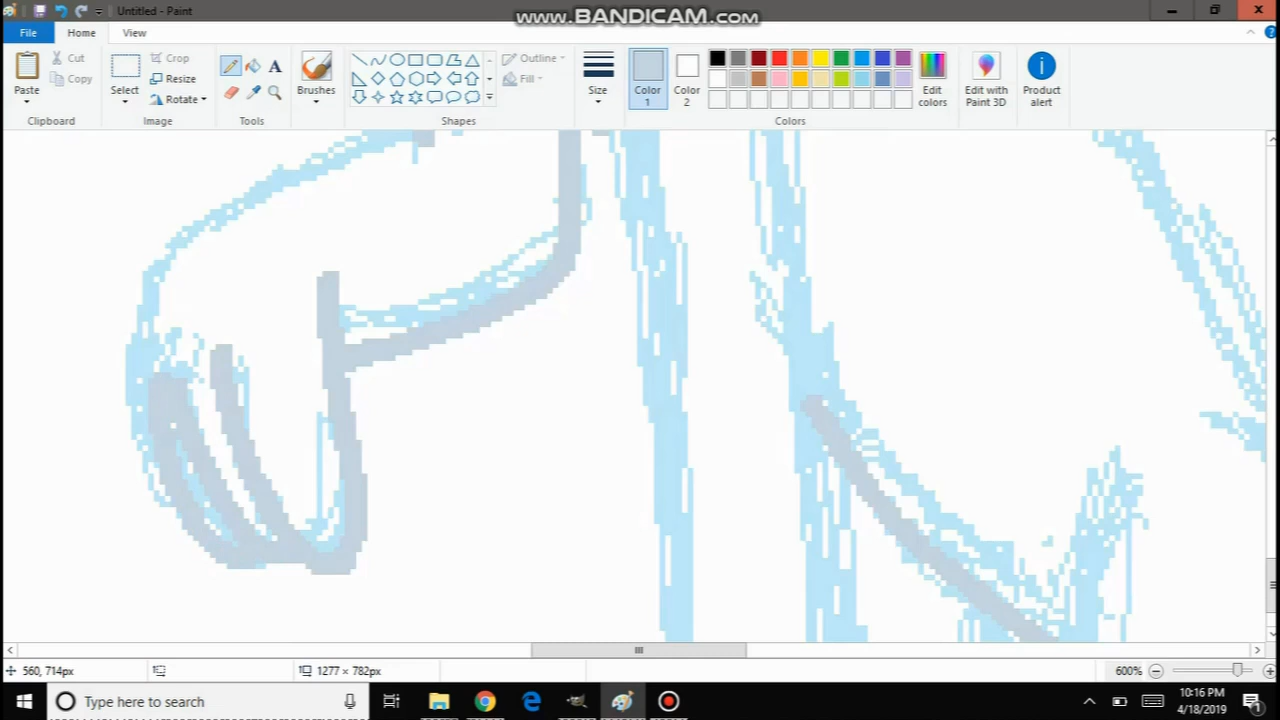 Untitled - Paint
www.BANDICAM.com
File
Home
View
Paste
Cut
Copy
Clipboard
Select
Crop
Resize
Rotate
Image
A
Tools
Brushes
Outline
Fill
Shapes
Size
Color
1
Color
2
Edit
colors
Colors
Edit with
Paint 3D
Product
alert
560, 714px
1277 × 782px
600%
Type here to search
10:16 PM
4/18/2019
1